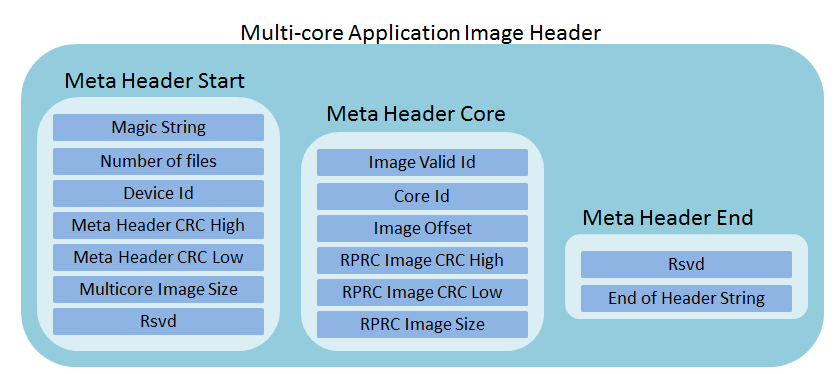 Multi-core Application Image Header
Meta Header Start
Magic String
Number of files
Device Id
Meta Header CRC High
Meta Header CRC Low
Multicore Image Size
Rsvd
Meta Header Core
Image Valid Id
Core Id
Image Offset
RPRC Image CRC High
RPRC Image CRC Low
RPRC Image Size
Meta Header End
Rsvd
End of Header String